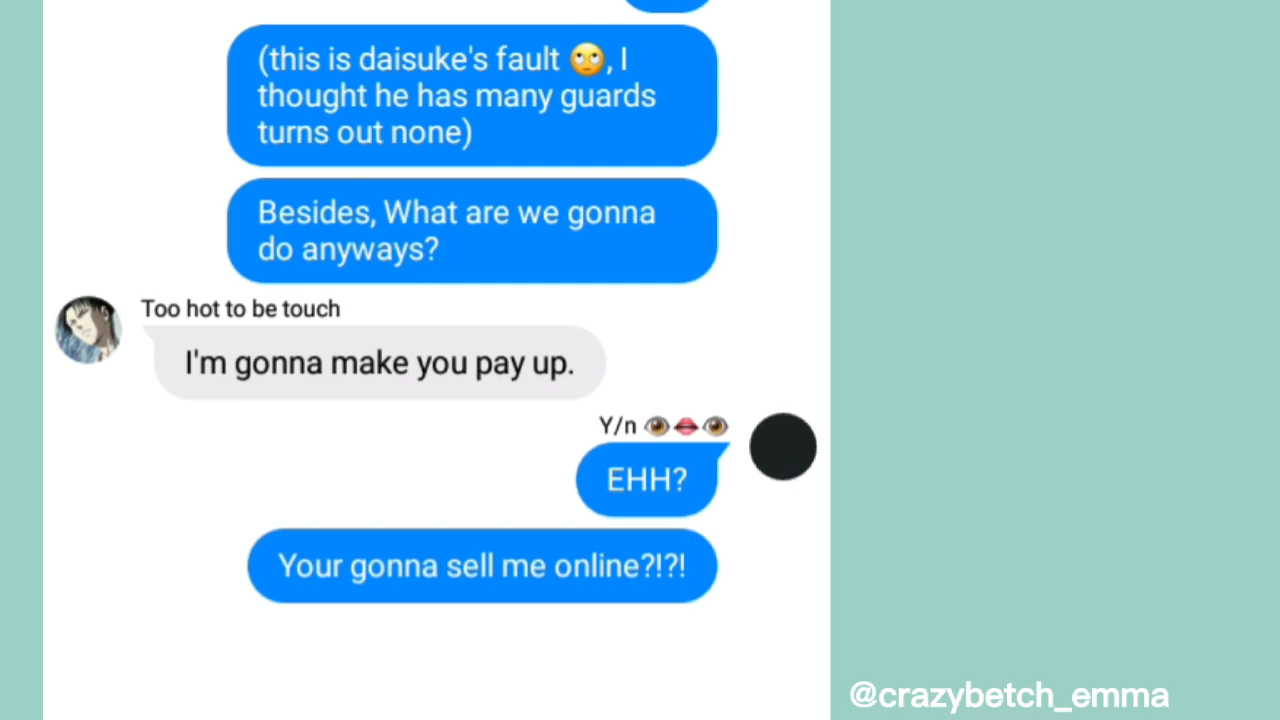 (this is daisuke's fault 🙄, I
thought he has many guards
turns out none)
Besides, What are we gonna
do anyways?
Too hot to be touch
I'm gonna make you pay up.
Y/n 👁️🫦👁️
EHH?
Your gonna sell me online?!?!
@crazybetch_emma